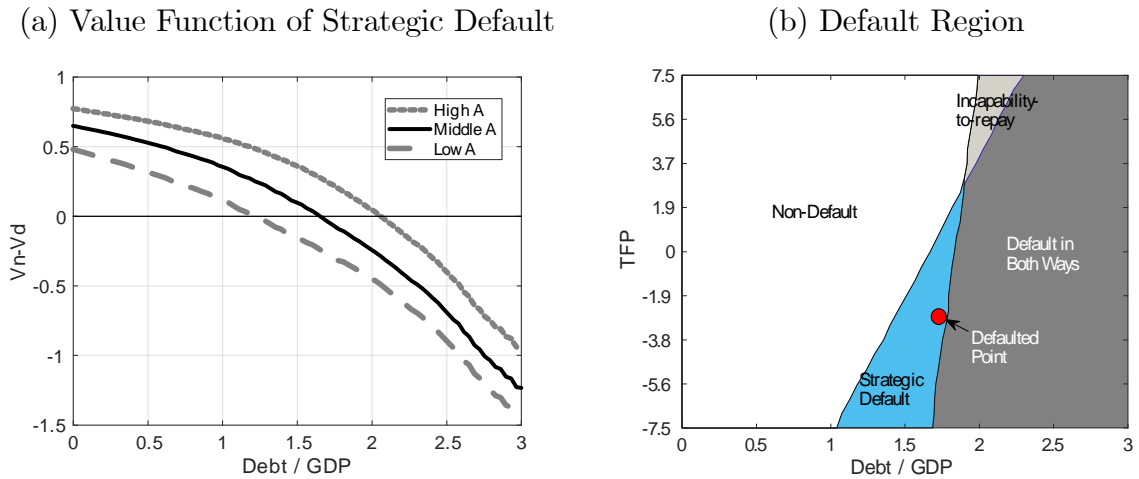 (a) Value Function of Strategic Default
1
0.5
0
-0.5
-1
-1.5
Vn-Vd
High A
Middle A
Low A
0 0.5 1 1.5 2 2.5 3
Debt / GDP
(b) Default Region
7.5
5.6
3.7
1.9
0
-1.9
-3.8
-5.6
-7.5
TFP
Incapability-
to-repay
Non-Default
Default in
Both Ways
Defaulted
Point
Strategic
Default
0 0.5 1 1.5 2 2.5 3
Debt / GDP